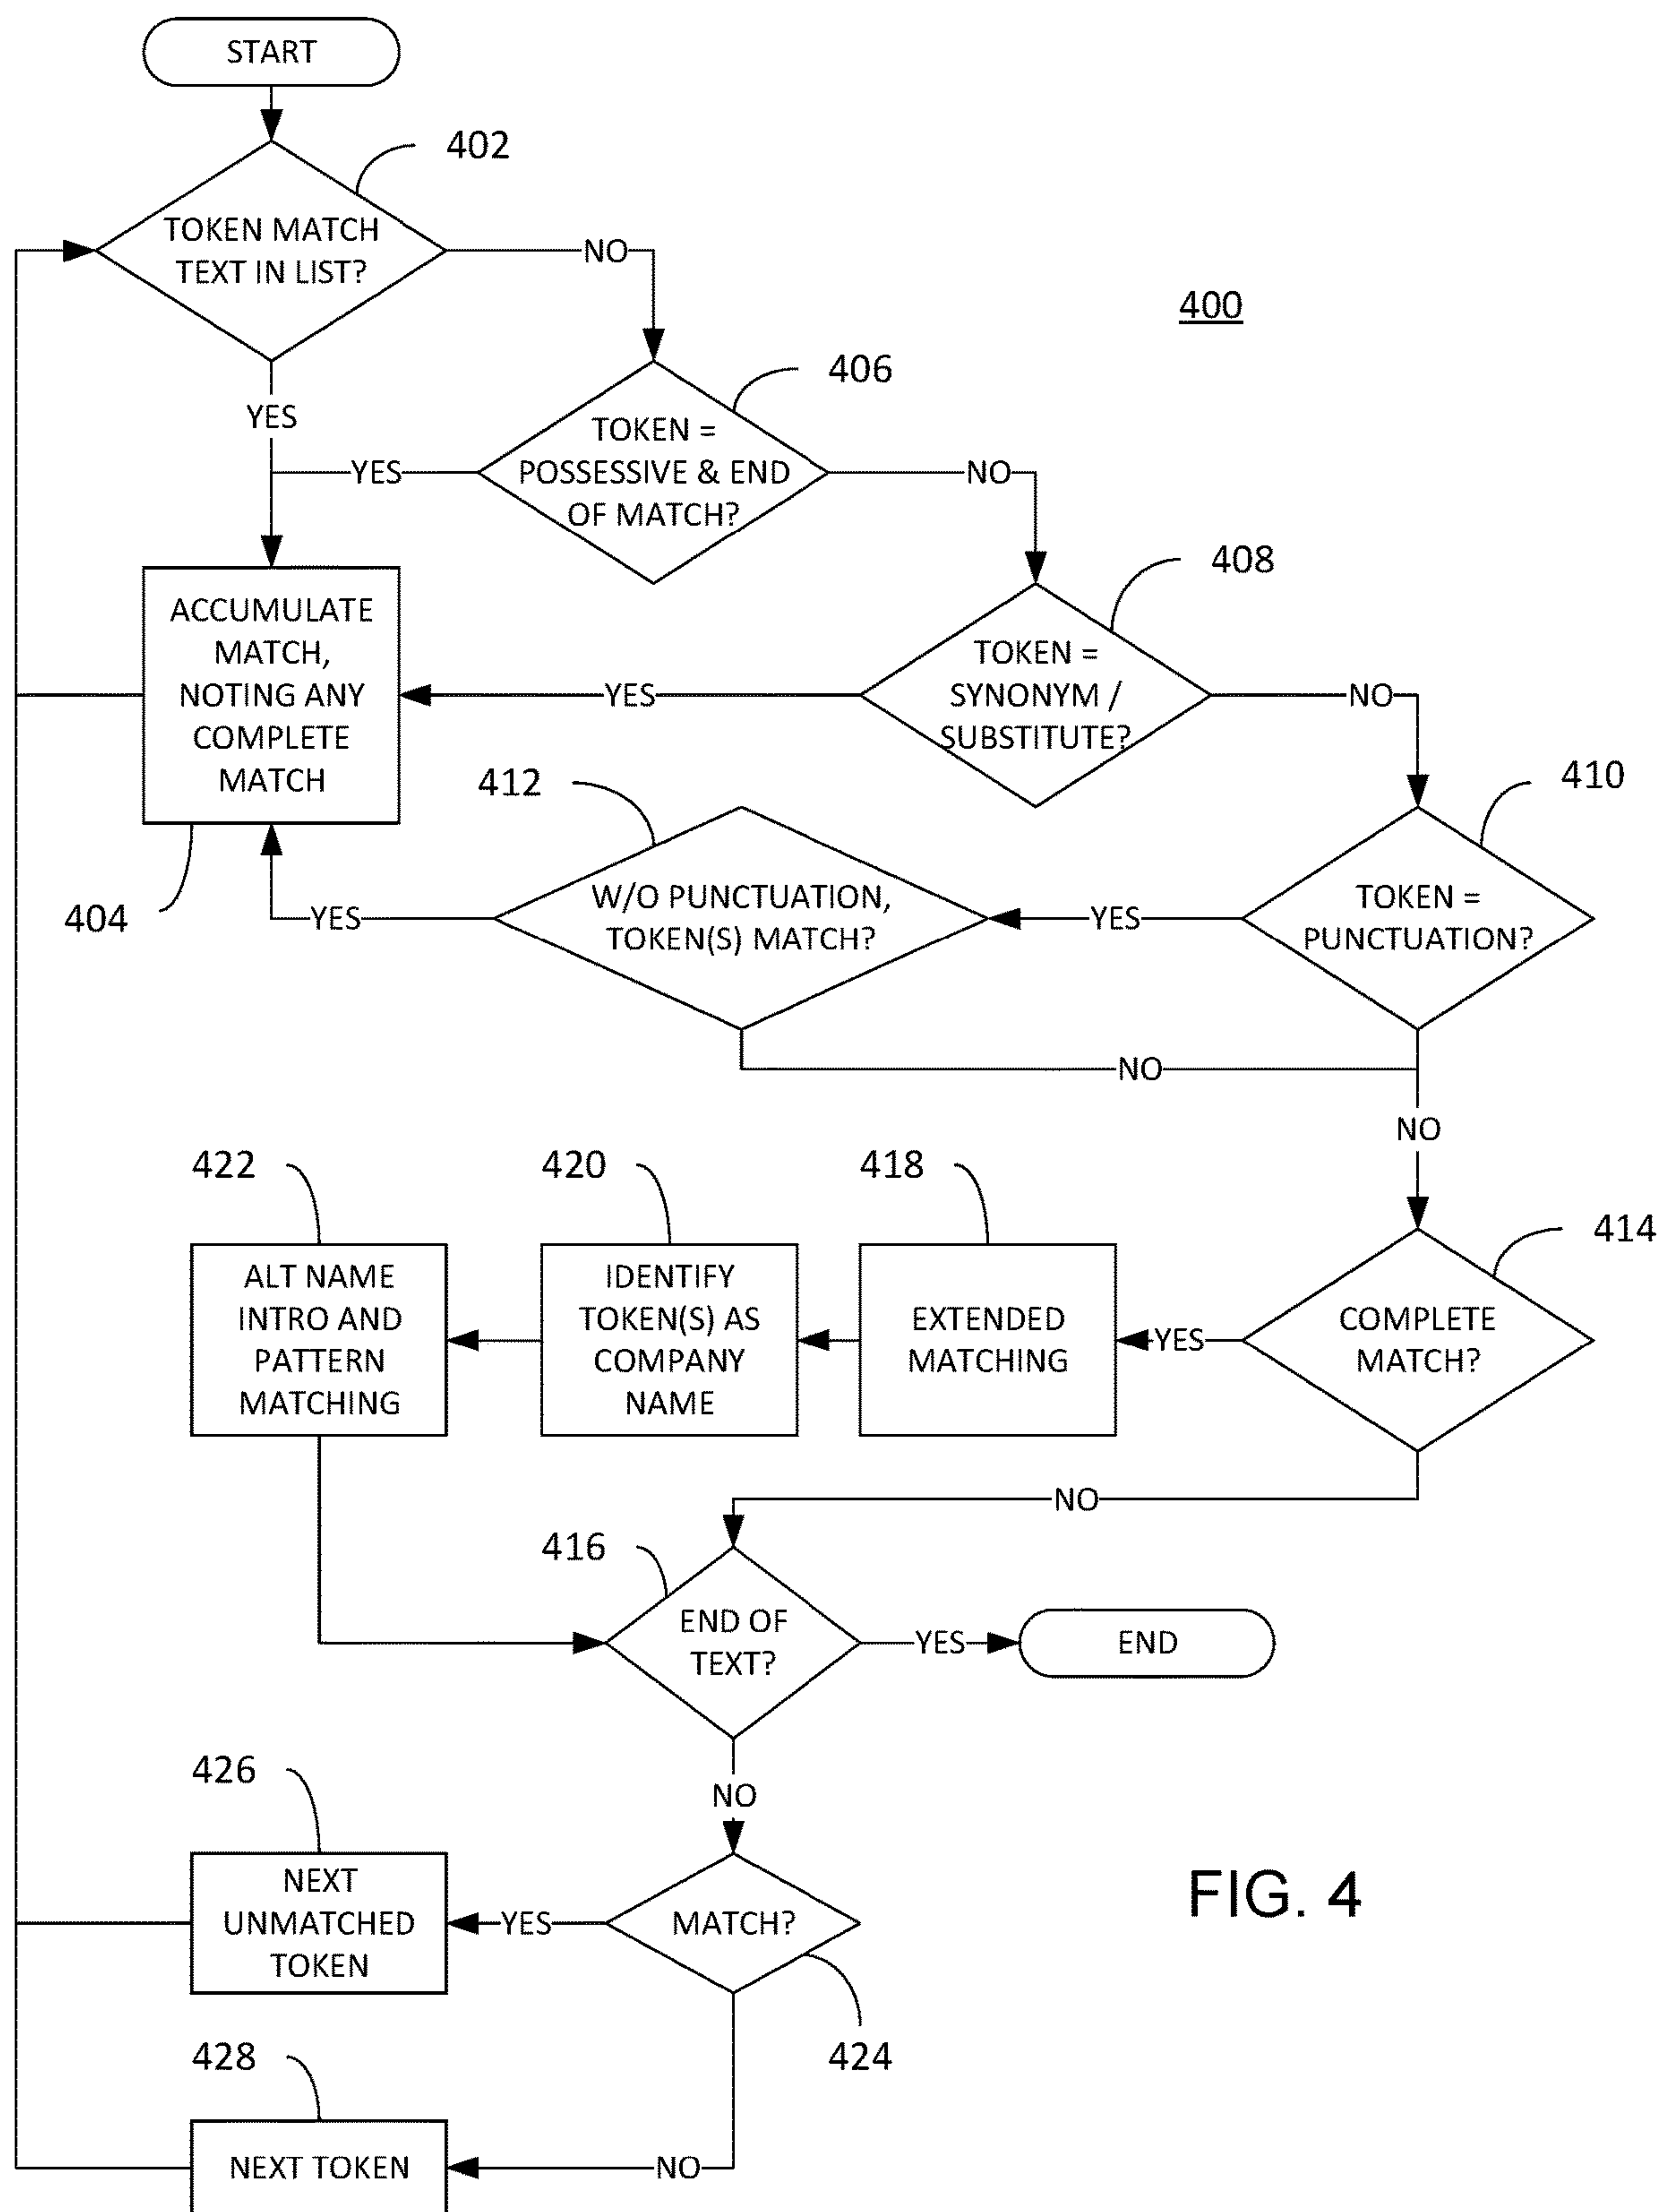 START
402
TOKEN MATCH
TEXT IN LIST?
NO
400
406
YES
TOKEN =
POSSESSIVE & END
OF MATCH?
YES
NO
408
ACCUMULATE
MATCH,
NOTING ANY
COMPLETE
MATCH
YES
TOKEN =
SYNONYM /
SUBSTITUTE?
NO
412
410
404
YES
W/O PUNCTUATION,
TOKEN(S) MATCH?
YES
TOKEN =
PUNCTUATION?
NO
NO
422
420
418
414
ALT NAME
INTRO AND
PATTERN
MATCHING
IDENTIFY
TOKEN(S) AS
COMPANY
NAME
EXTENDED
MATCHING
YES
COMPLETE
MATCH?
NO
416
END OF
TEXT?
YES
END
NO
426
NEXT
UNMATCHED
TOKEN
YES
MATCH?
FIG. 4
424
428
NEXT TOKEN
NO